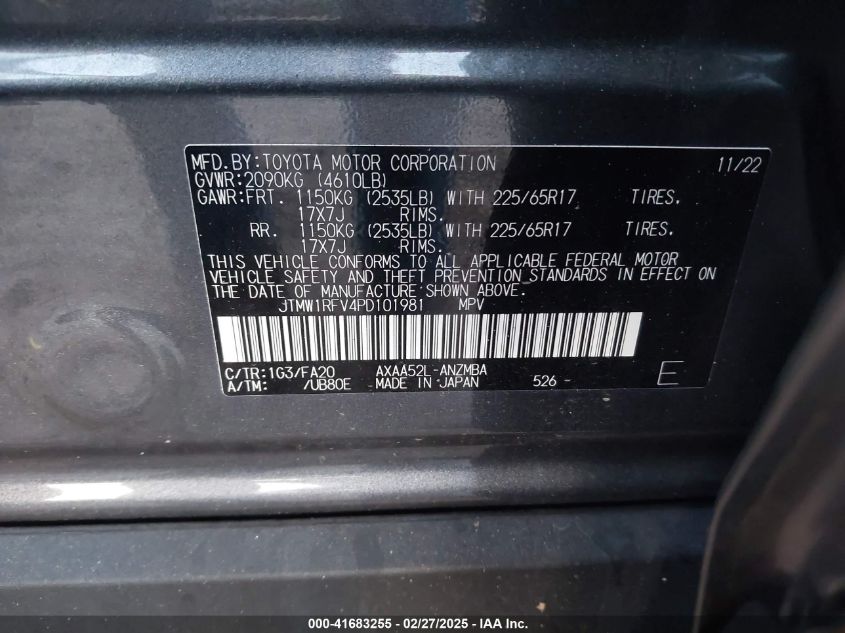 MFD.BY:TOYOTA MOTOR CORPORATION 11/22
GVWR:2090KG (4610LB)
GAWR:FRT. 1150KG (2535LB) WITH 225/65R17 TIRES.
17X7J RIMS.
RR. 1150KG (2535LB) WITH 225/65R17 TIRES.
17X7J RIMS.
THIS VEHICLE CONFORMS TO ALL APPLICABLE FEDERAL MOTOR
VEHICLE SAFETY AND THEFT PREVENTION STANDARDS IN EFFECT ON
THE DATE OF MANUFACTURE SHOWN ABOVE.
JTMW1RFV4PD101981 MPV
C/TR:1G3/FA20 AXAA52L-ANZMBA
A/TM: /UB80E MADE IN JAPAN 526- E
000-41683255 - 02/27/2025 - IAA Inc.